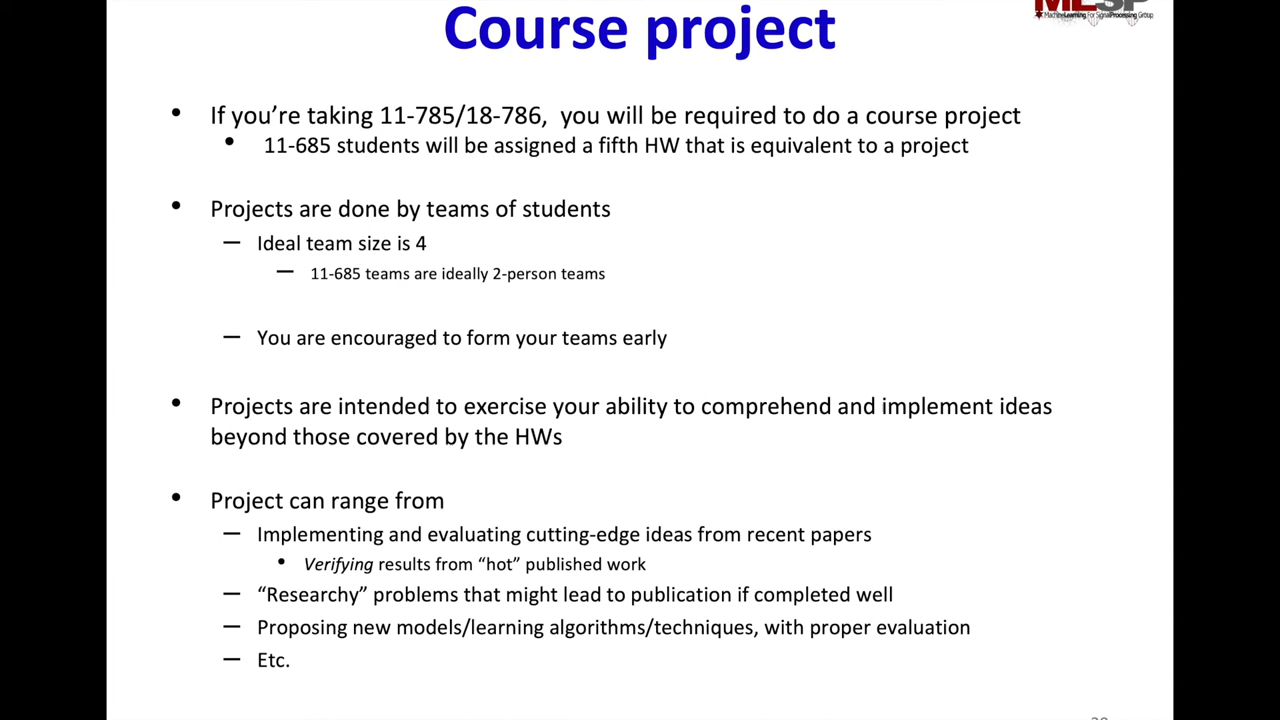 MLSP
MachineLearning For SignalProcessing Group
Course project
• If you’re taking 11-785/18-786, you will be required to do a course project
• 11-685 students will be assigned a fifth HW that is equivalent to a project
• Projects are done by teams of students
— Ideal team size is 4
— 11-685 teams are ideally 2-person teams
— You are encouraged to form your teams early
• Projects are intended to exercise your ability to comprehend and implement ideas
beyond those covered by the HWs
• Project can range from
— Implementing and evaluating cutting-edge ideas from recent papers
• Verifying results from “hot” published work
— “Researchy” problems that might lead to publication if completed well
— Proposing new models/learning algorithms/techniques, with proper evaluation
— Etc.